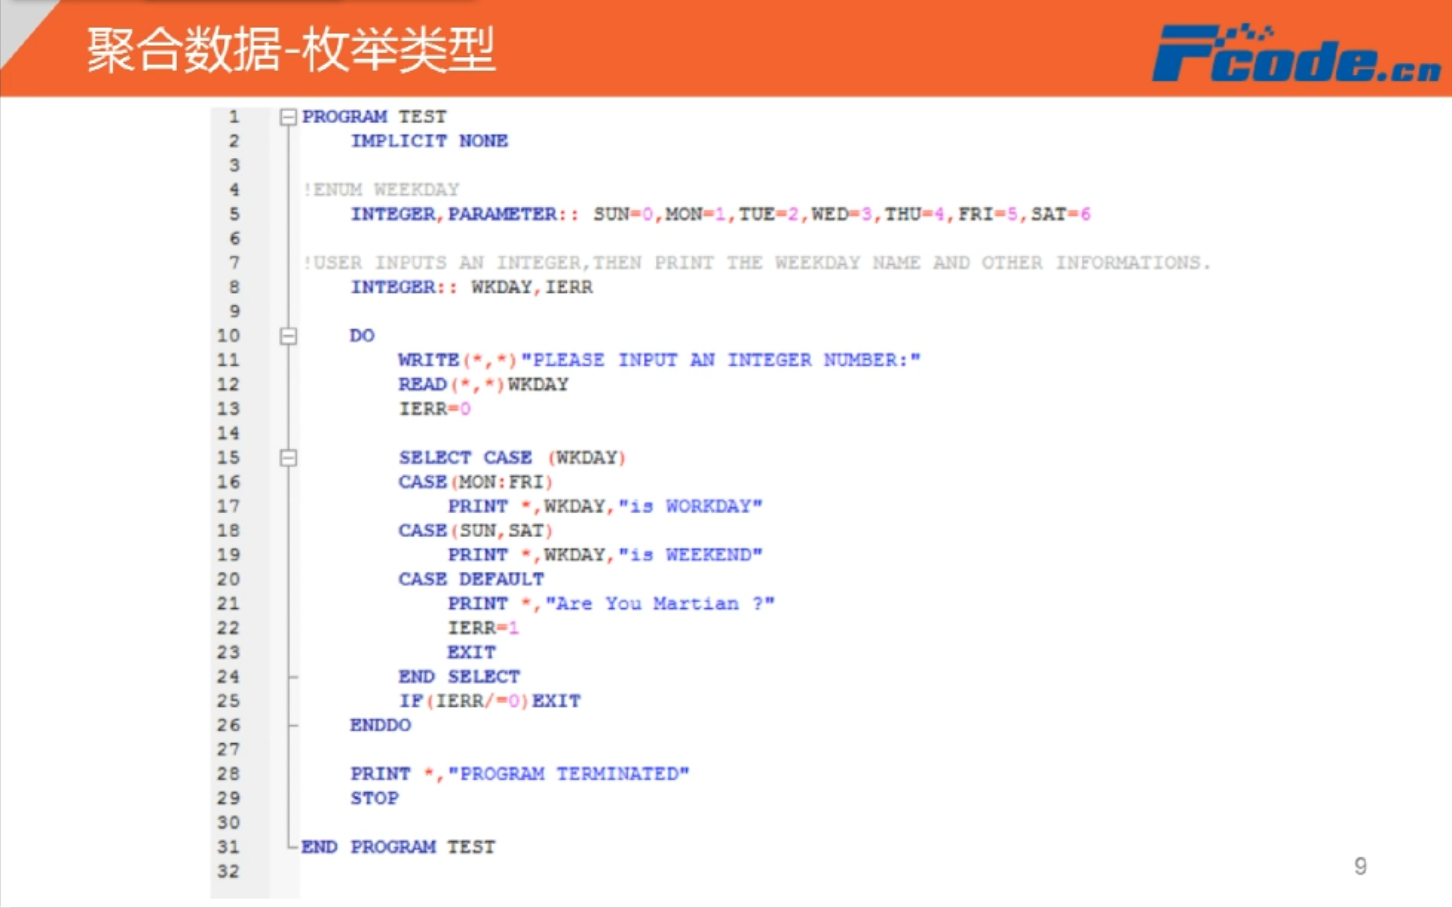 聚合数据-枚举类型
Fcode.cn
1 PROGRAM TEST
2 IMPLICIT NONE
3
4 !ENUM WEEKDAY
5 INTEGER,PARAMETER:: SUN=0,MON=1,TUE=2,WED=3,THU=4,FRI=5,SAT=6
6
7 !USER INPUTS AN INTEGER,THEN PRINT THE WEEKDAY NAME AND OTHER INFORMATIONS.
8 INTEGER:: WKDAY,IERR
9
10 DO
11 WRITE(*,*)"PLEASE INPUT AN INTEGER NUMBER:"
12 READ(*,*)WKDAY
13 IERR=0
14
15 SELECT CASE (WKDAY)
16 CASE(MON:FRI)
17 PRINT *,WKDAY,"is WORKDAY"
18 CASE(SUN,SAT)
19 PRINT *,WKDAY,"is WEEKEND"
20 CASE DEFAULT
21 PRINT *,"Are You Martian ?"
22 IERR=1
23 EXIT
24 END SELECT
25 IF(IERR/=0)EXIT
26 ENDDO
27
28 PRINT *,"PROGRAM TERMINATED"
29 STOP
30
31 END PROGRAM TEST
32
9